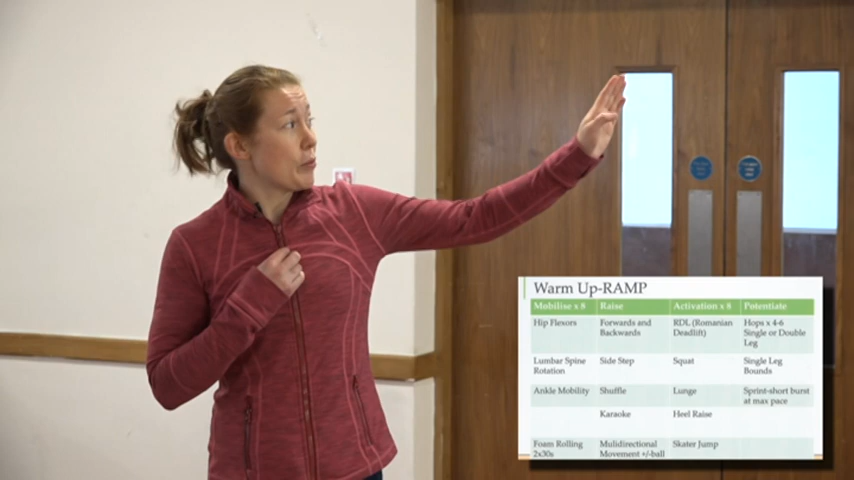 Warm Up-RAMP
Mobilise x 8 Raise Activation x 8 Potentiate
Hip Flexors Forwards and Backwards RDL (Romanian Deadlift) Hops x 4-6 Single or Double Leg
Lumbar Spine Rotation Side Step Squat Single Leg Bounds
Ankle Mobility Shuffle Lunge Sprint-short burst at max pace
Karaoke Heel Raise
Foam Rolling 2x30s Mulidirectional Movement +/-ball Skater Jump